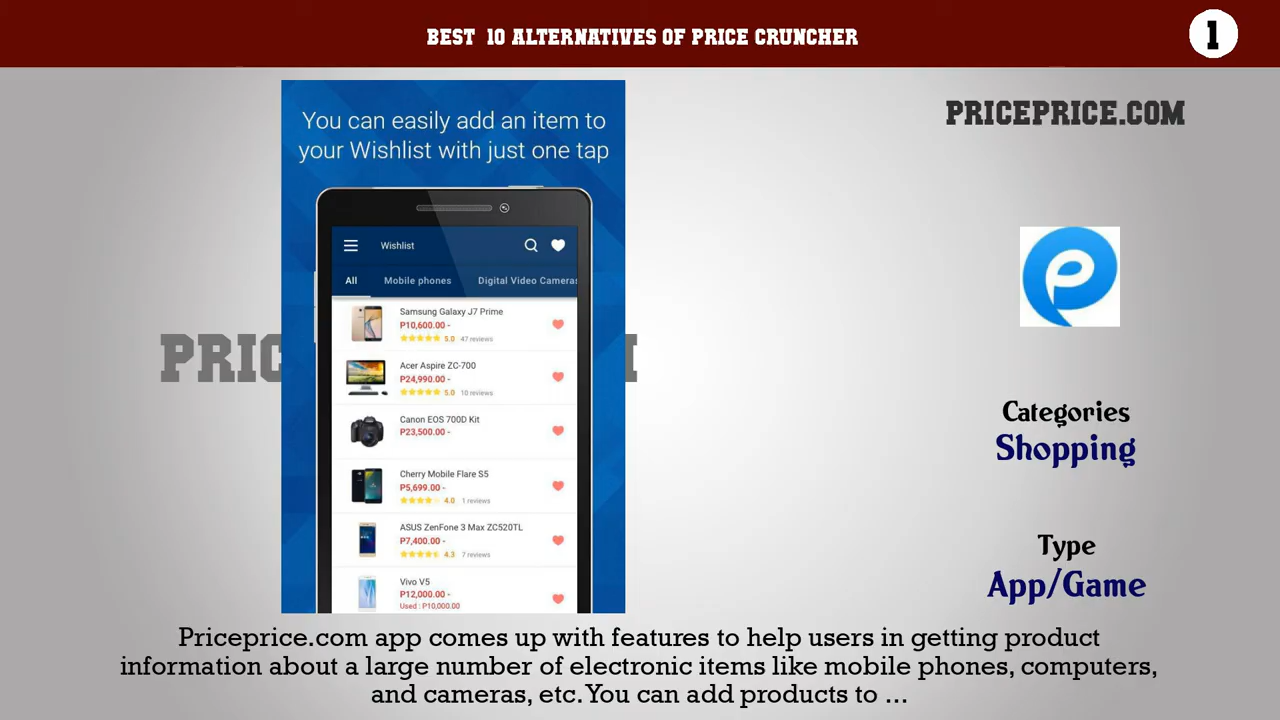 BEST 10 ALTERNATIVES OF PRICE CRUNCHER
1
PRICEPRICE.COM
You can easily add an item to
your Wishlist with just one tap
Wishlist
All Mobile phones Digital Video Cameras
Samsung Galaxy J7 Prime
P10,600.00 -
5.0 47 reviews
Acer Aspire ZC-700
P24,990.00 -
5.0 10 reviews
Canon EOS 700D Kit
P23,500.00 -
Cherry Mobile Flare S5
P5,699.00 -
4.0 1 reviews
ASUS ZenFone 3 Max ZC520TL
P7,400.00 -
4.3 7 reviews
Vivo V5
P12,000.00 -
Used : P10,000.00
Categories
Shopping
Type
App/Game
Priceprice.com app comes up with features to help users in getting product
information about a large number of electronic items like mobile phones, computers,
and cameras, etc. You can add products to ...